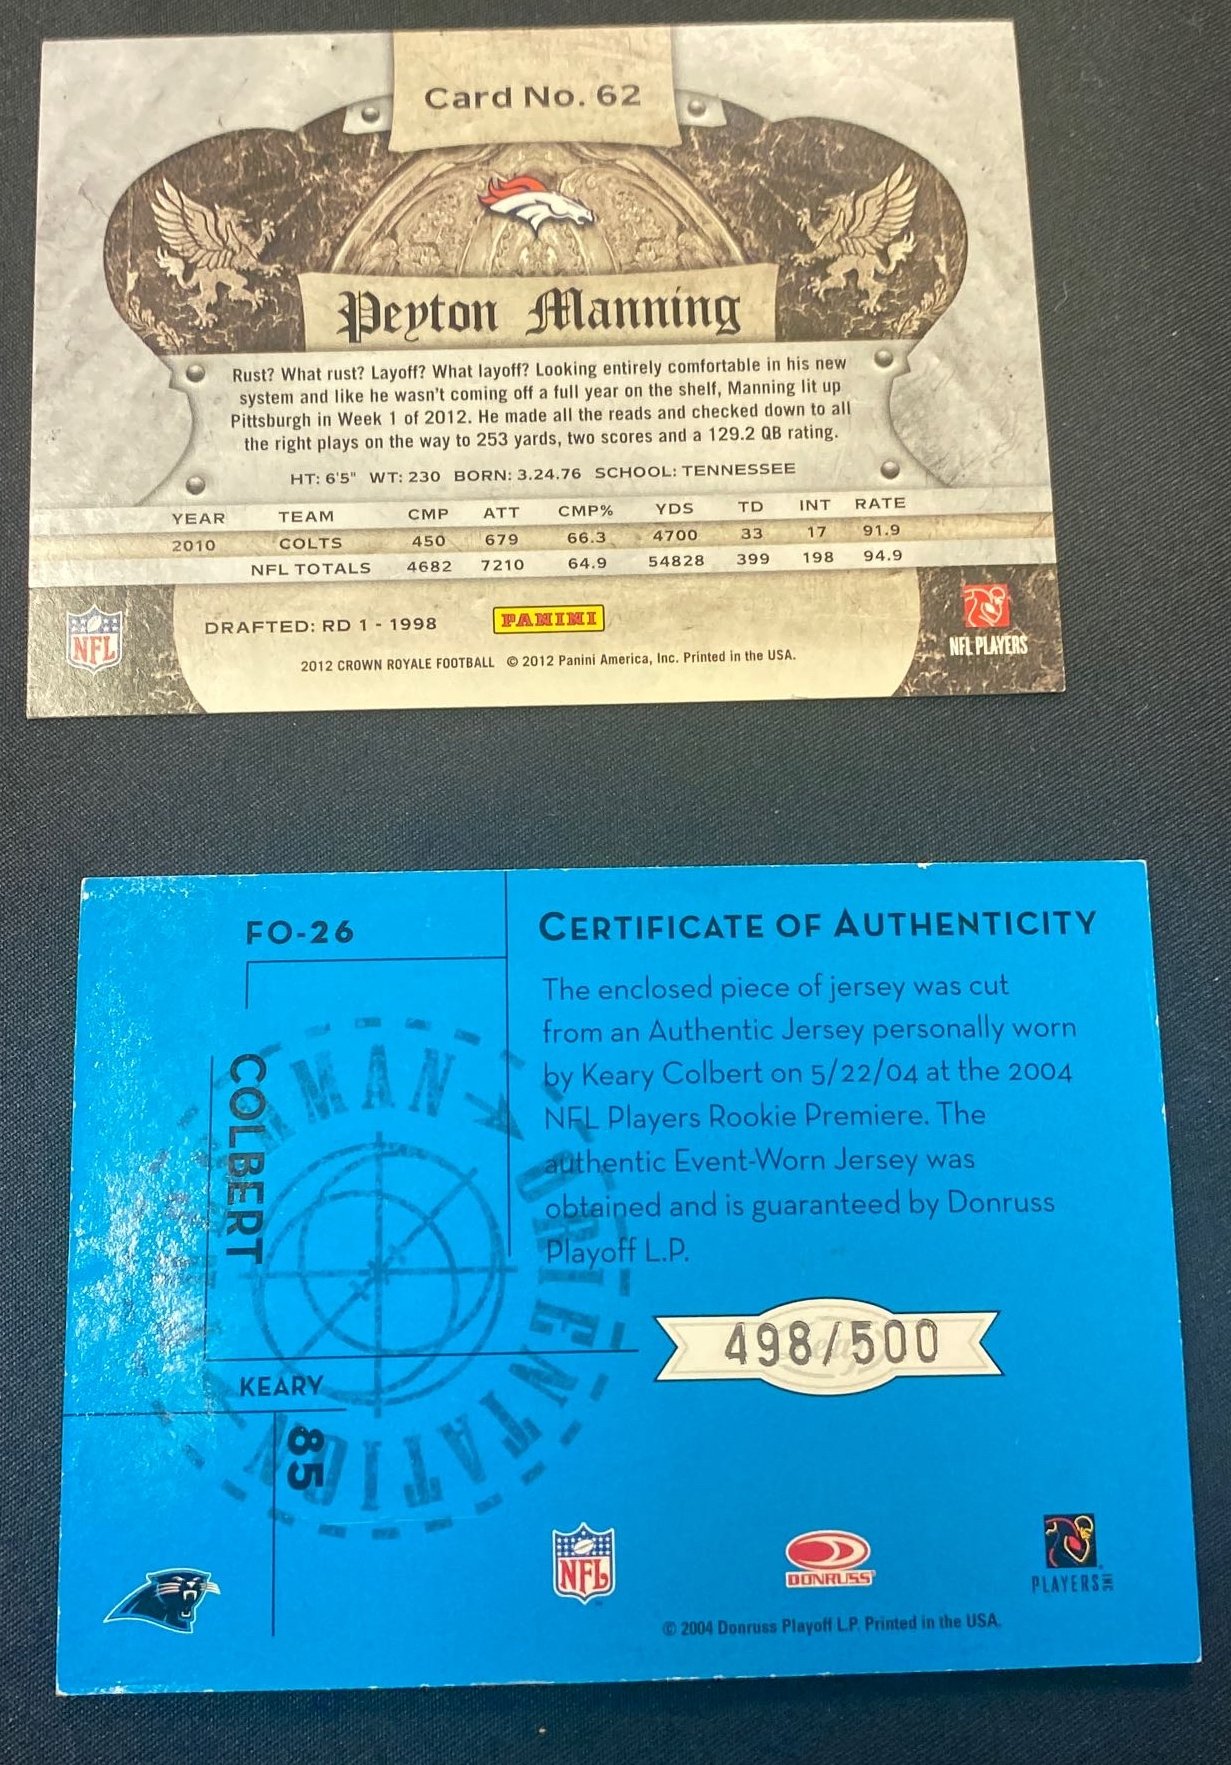 Card No. 62
Peyton Manning
Rust? What rust? Layoff? What layoff? Looking entirely comfortable in his new
system and like he wasn't coming off a full year on the shelf, Manning lit up
Pittsburgh in Week 1 of 2012. He made all the reads and checked down to all
the right plays on the way to 253 yards, two scores and a 129.2 QB rating.
HT: 6'5" WT: 230 BORN: 3.24.76 SCHOOL: TENNESSEE
YEAR TEAM CMP ATT CMP% YDS TD INT RATE
2010 COLTS 450 679 66.3 4700 33 17 91.9
NFL TOTALS 4682 7210 64.9 54828 399 198 94.9
NFL
DRAFTED: RD 1 - 1998
PANINI
NFL PLAYERS
2012 CROWN ROYALE FOOTBALL © 2012 Panini America, Inc. Printed in the USA.
FO-26
COLBERT
KEARY
85
ORIENTATION
CERTIFICATE OF AUTHENTICITY
The enclosed piece of jersey was cut
from an Authentic Jersey personally worn
by Keary Colbert on 5/22/04 at the 2004
NFL Players Rookie Premiere. The
authentic Event-Worn Jersey was
obtained and is guaranteed by Donruss
Playoff L.P.
498/500
NFL
DONRUSS
PLAYERS INC
© 2004 Donruss Playoff L.P. Printed in the USA.